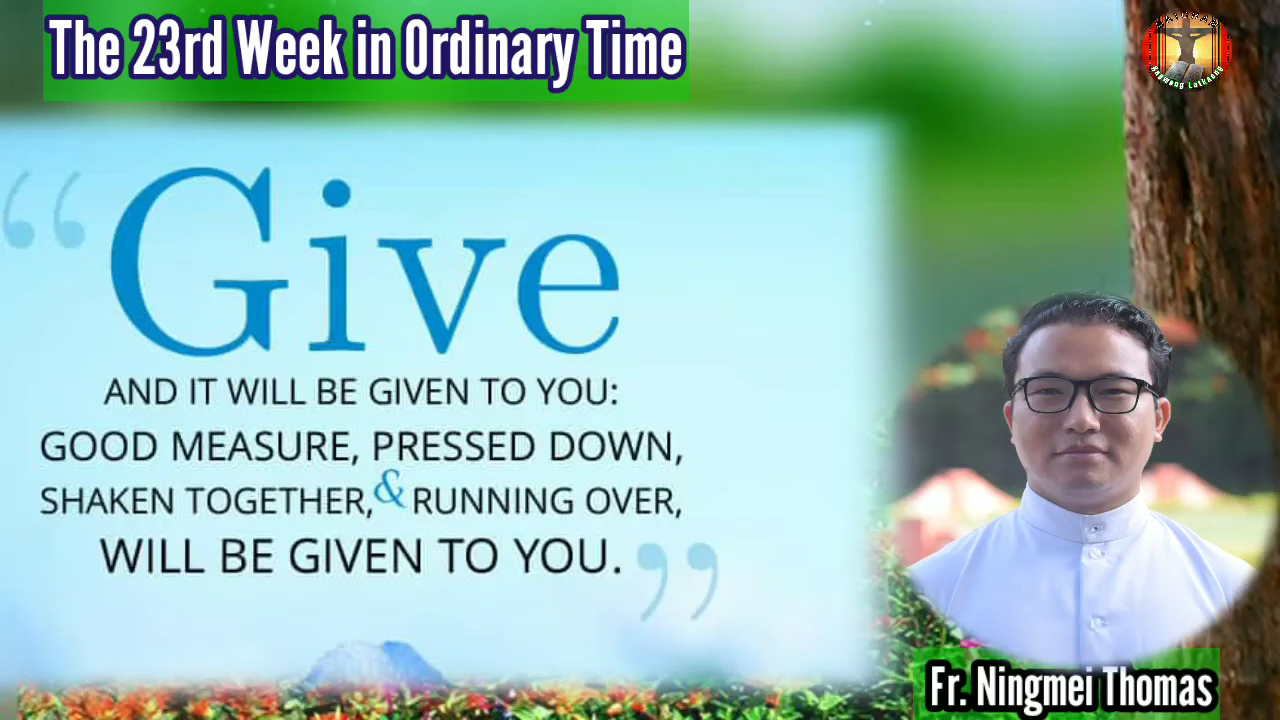 The 23rd Week in Ordinary Time
“Give
AND IT WILL BE GIVEN TO YOU:
GOOD MEASURE, PRESSED DOWN,
SHAKEN TOGETHER, & RUNNING OVER,
WILL BE GIVEN TO YOU.”
Fr. Ningmei Thomas